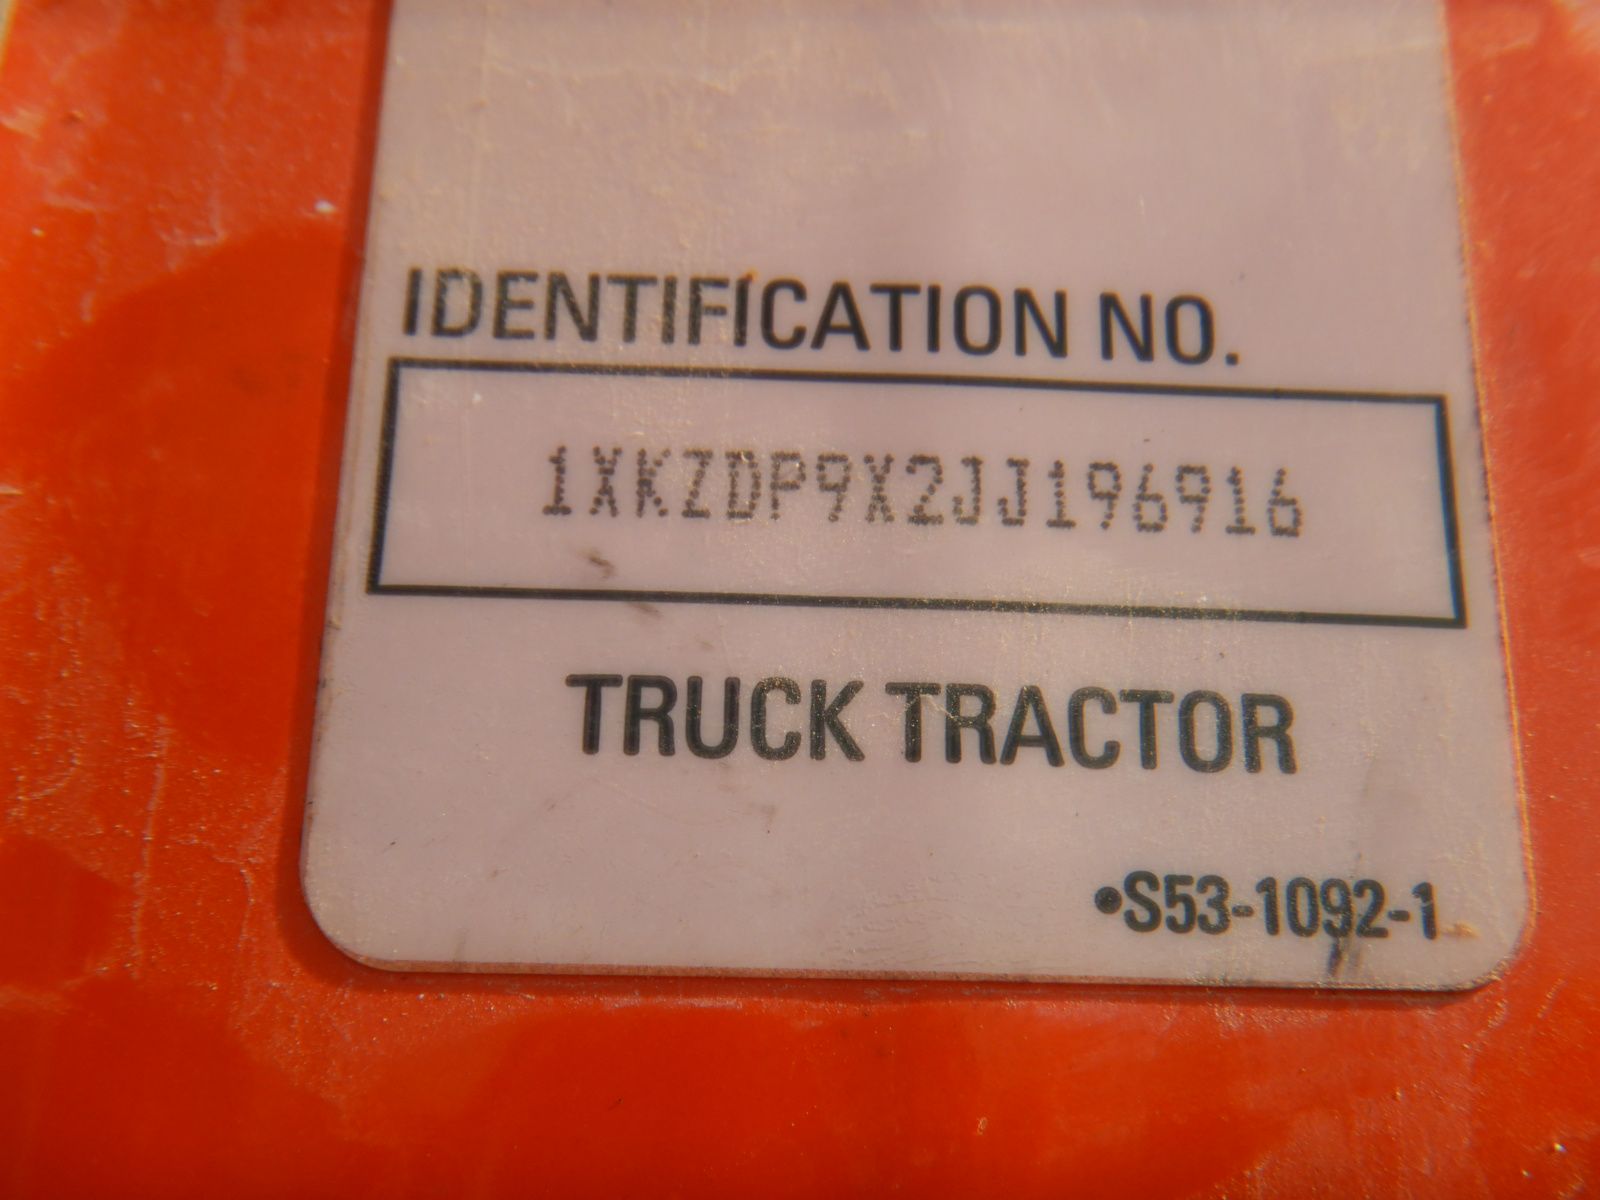 IDENTIFICATION NO.
1XKZDP9X2JJ196916
TRUCK TRACTOR
•S53-1092-1